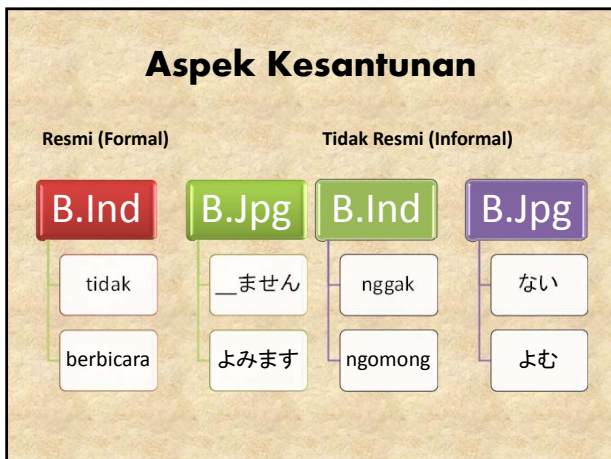 Aspek Kesantunan
Resmi (Formal)
Tidak Resmi (Informal)
B.Ind
B.Jpg
B.Ind
B.Jpg
tidak
__ません
nggak
ない
berbicara
よみます
ngomong
よむ